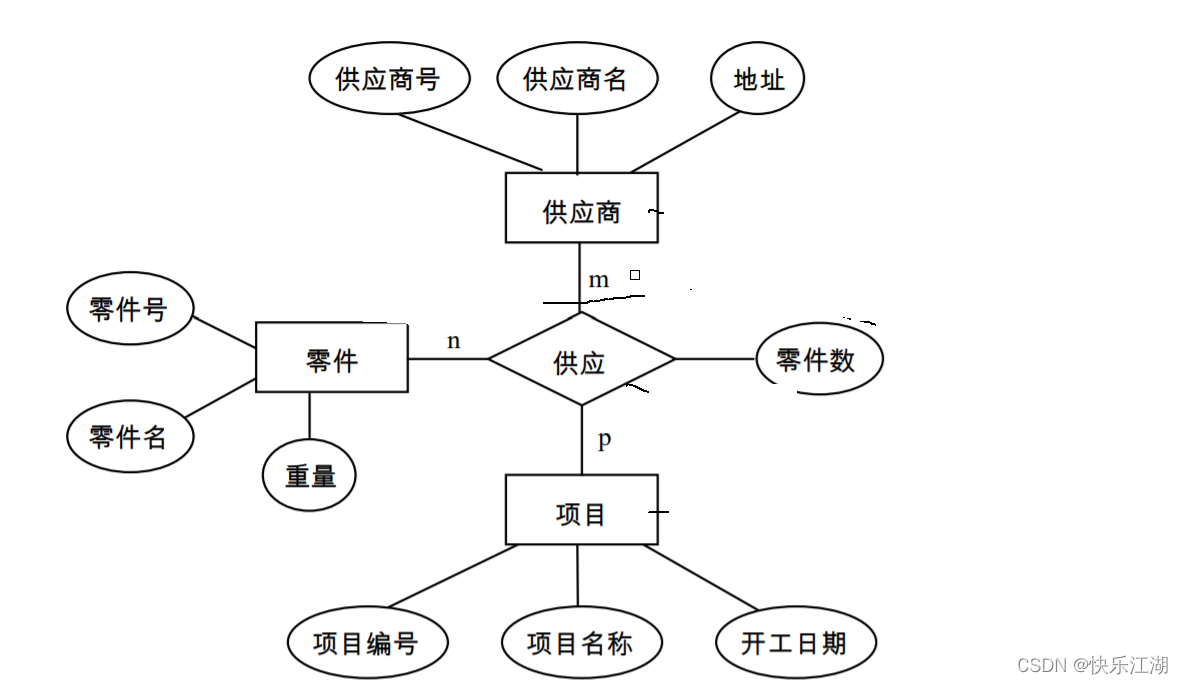 供应商号
供应商名
地址
供应商
m
零件号
零件
n
供应
零件数
零件名
重量
p
项目
项目编号
项目名称
开工日期
CSDN @快乐江湖